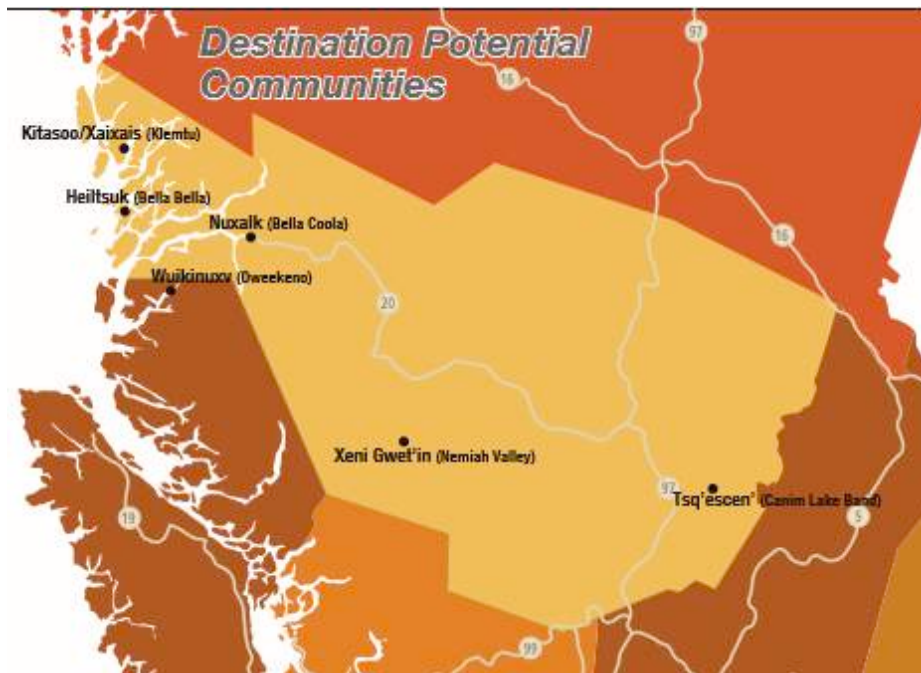 Destination Potential
Communities
97
16
Kitasoo/Xaixais (Klemtu)
Heiltsuk (Bella Bella)
Nuxalk (Bella Coola)
16
Wuikinuxv (Oweekeno)
20
Xeni Gwet'in (Nemiah Valley)
97
Tsq'escen' (Canim Lake Band)
19
5
99